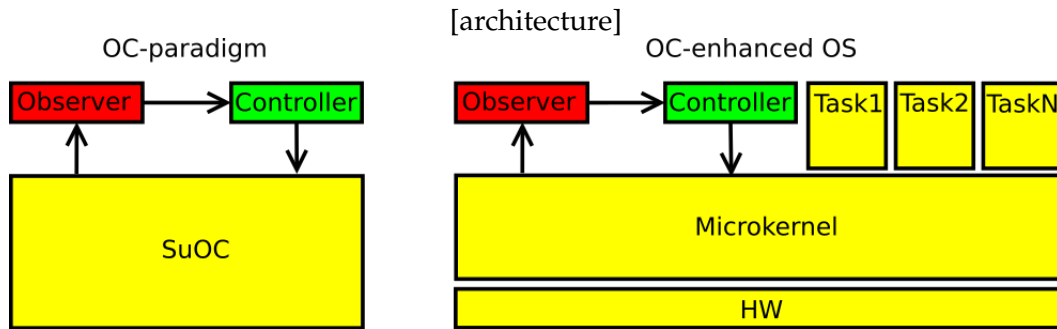 [architecture]
OC-paradigm
OC-enhanced OS
Observer
Controller
Observer
Controller
Task1
Task2
TaskN
SuOC
Microkernel
HW